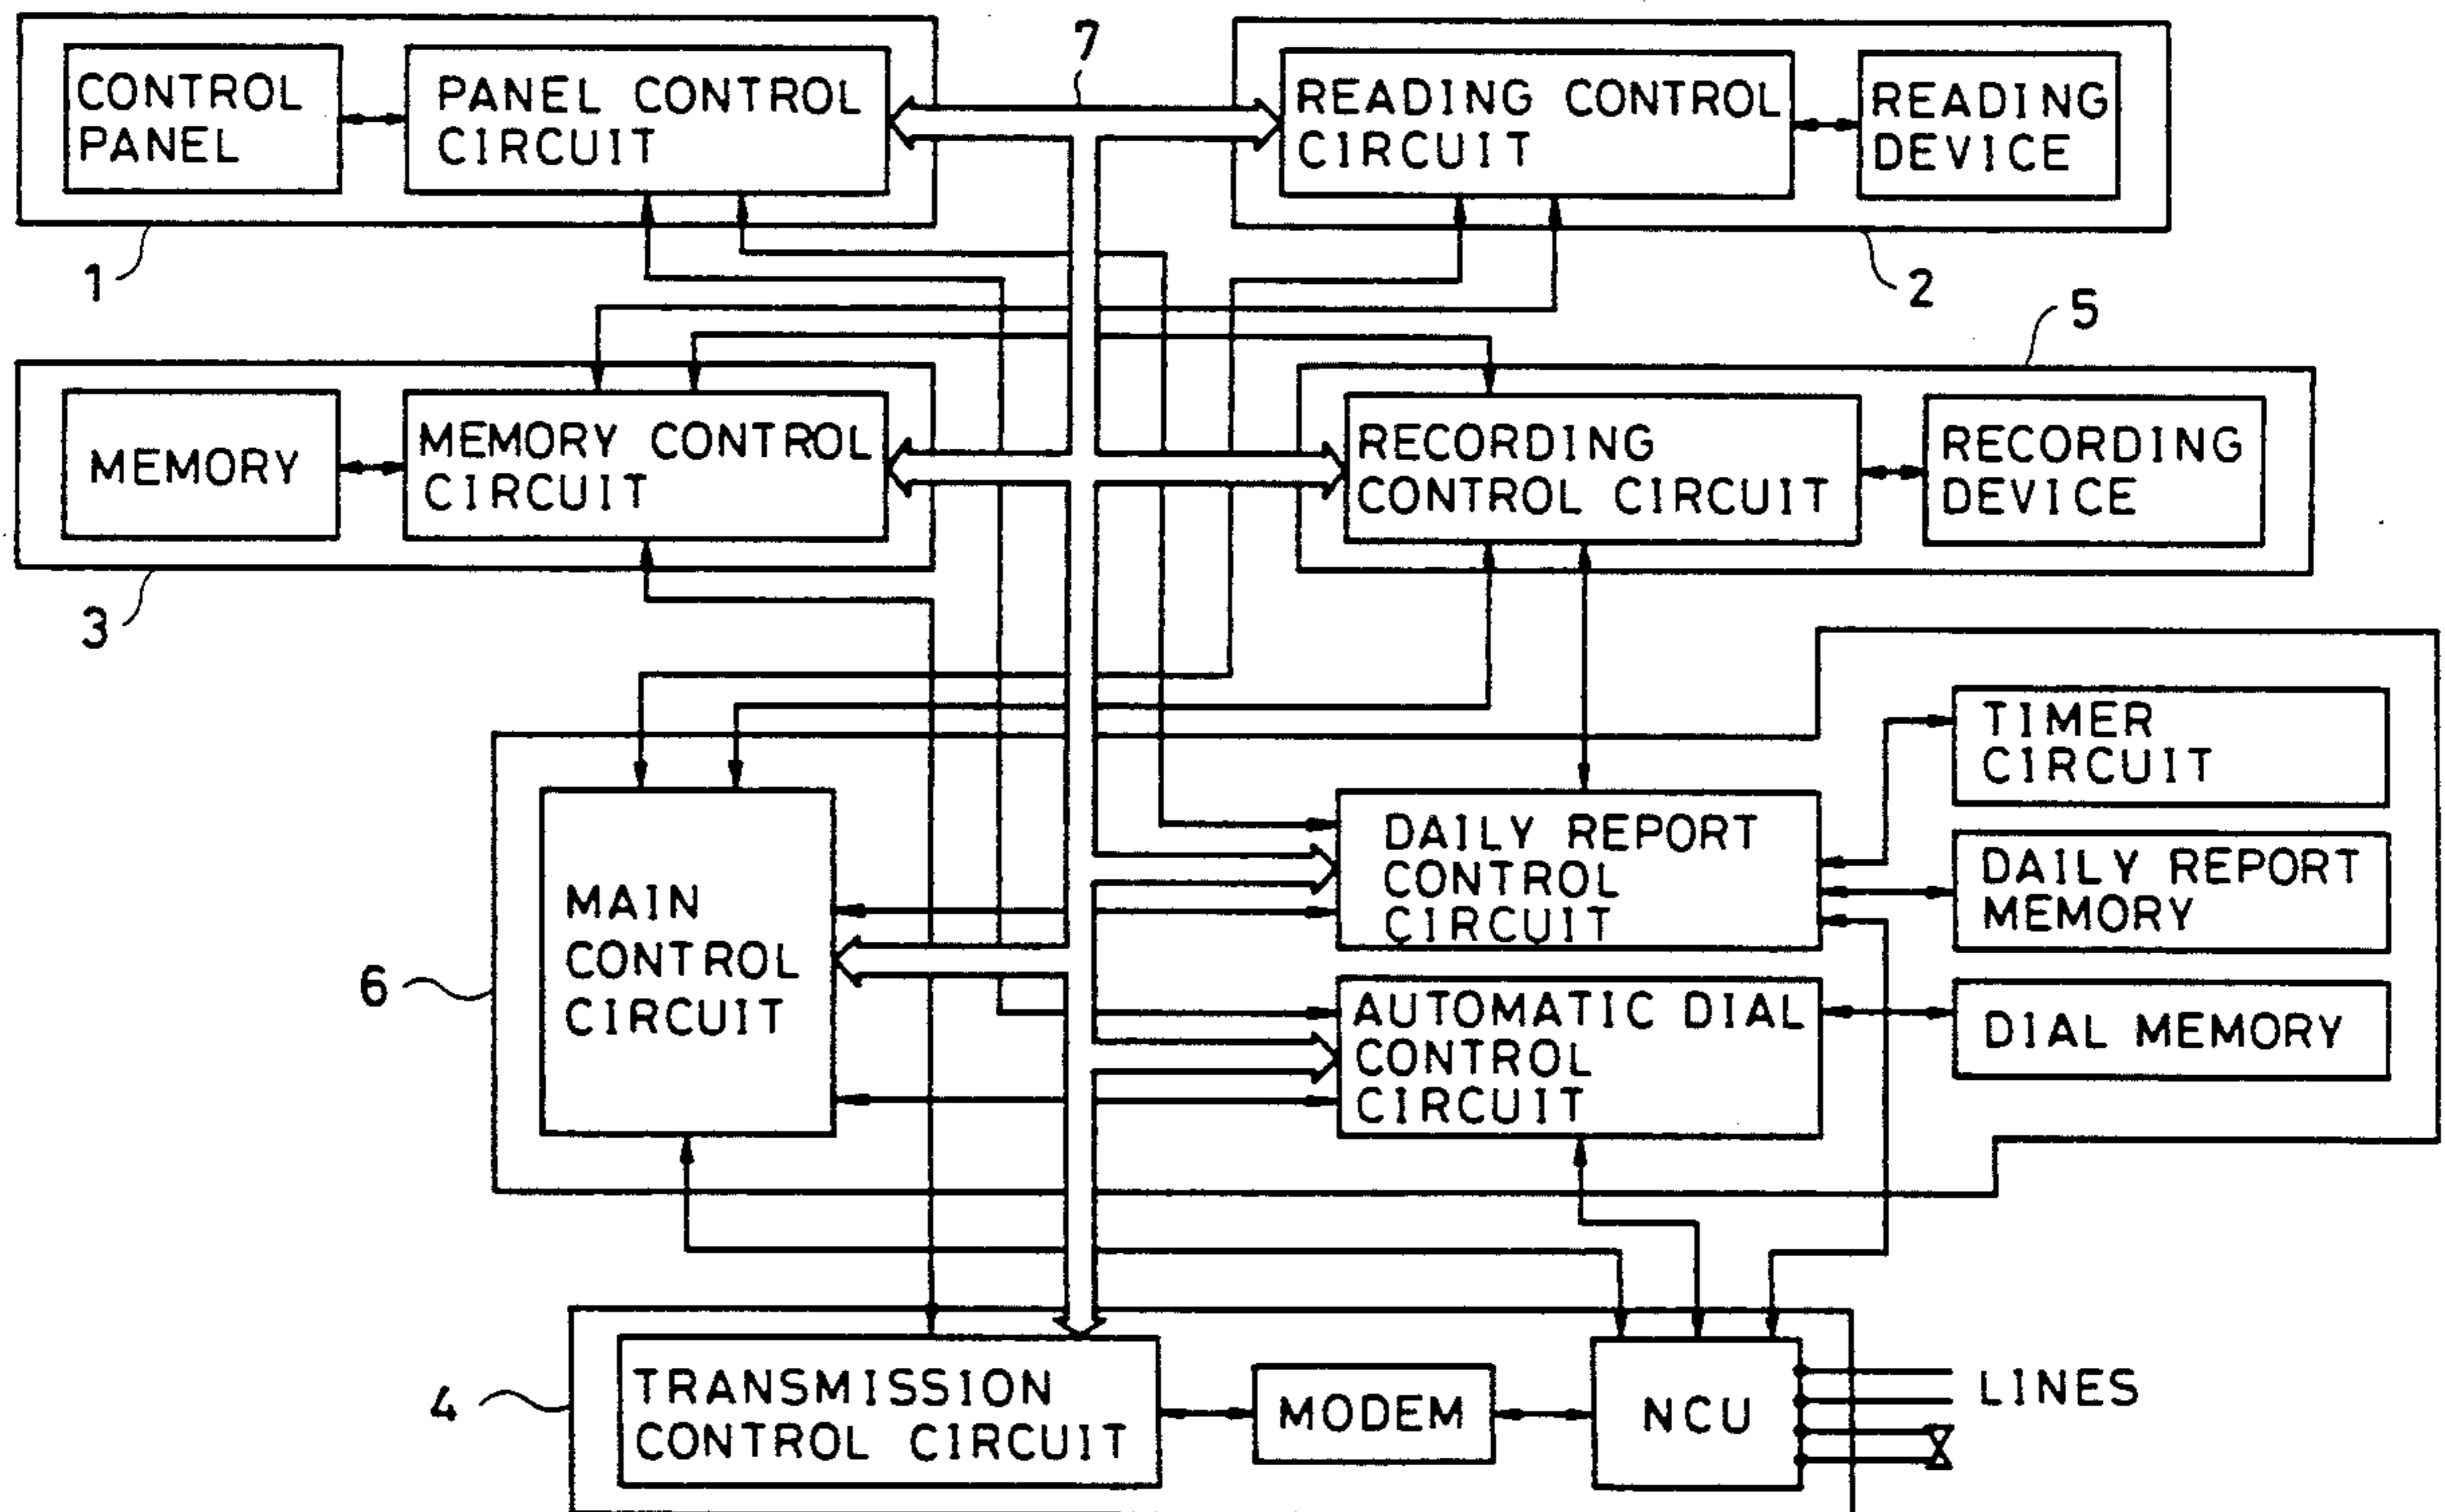 7
CONTROL
PANEL
PANEL CONTROL
CIRCUIT
READING CONTROL
CIRCUIT
READING
DEVICE
1
2
5
MEMORY
MEMORY CONTROL
CIRCUIT
RECORDING
CONTROL CIRCUIT
RECORDING
DEVICE
3
TIMER
CIRCUIT
DAILY REPORT
CONTROL
CIRCUIT
DAILY REPORT
MEMORY
MAIN
CONTROL
CIRCUIT
6
AUTOMATIC DIAL
CONTROL
CIRCUIT
DIAL MEMORY
4
TRANSMISSION
CONTROL CIRCUIT
MODEM
NCU
LINES